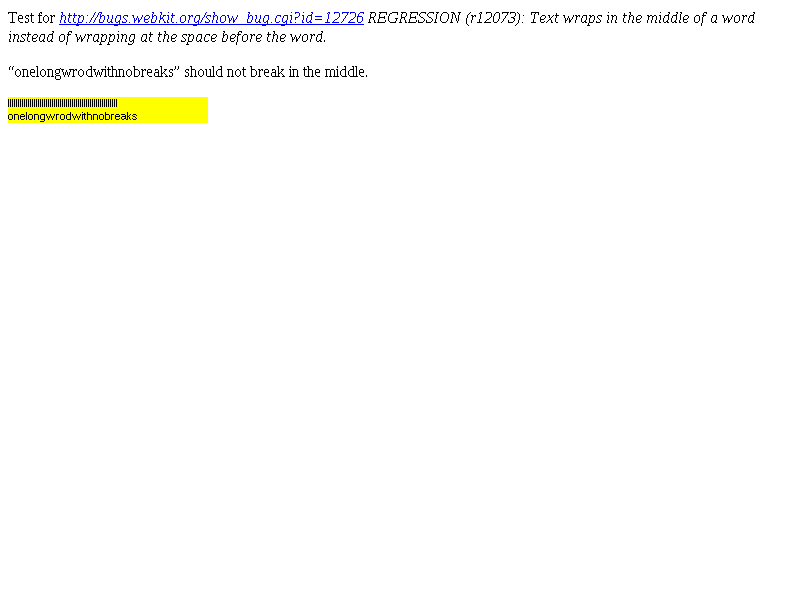 Test for http://bugs.webkit.org/show_bug.cgi?id=12726 REGRESSION (r12073): Text wraps in the middle of a word
instead of wrapping at the space before the word.
“onelongwrodwithnobreaks” should not break in the middle.
onelongwrodwithnobreaks